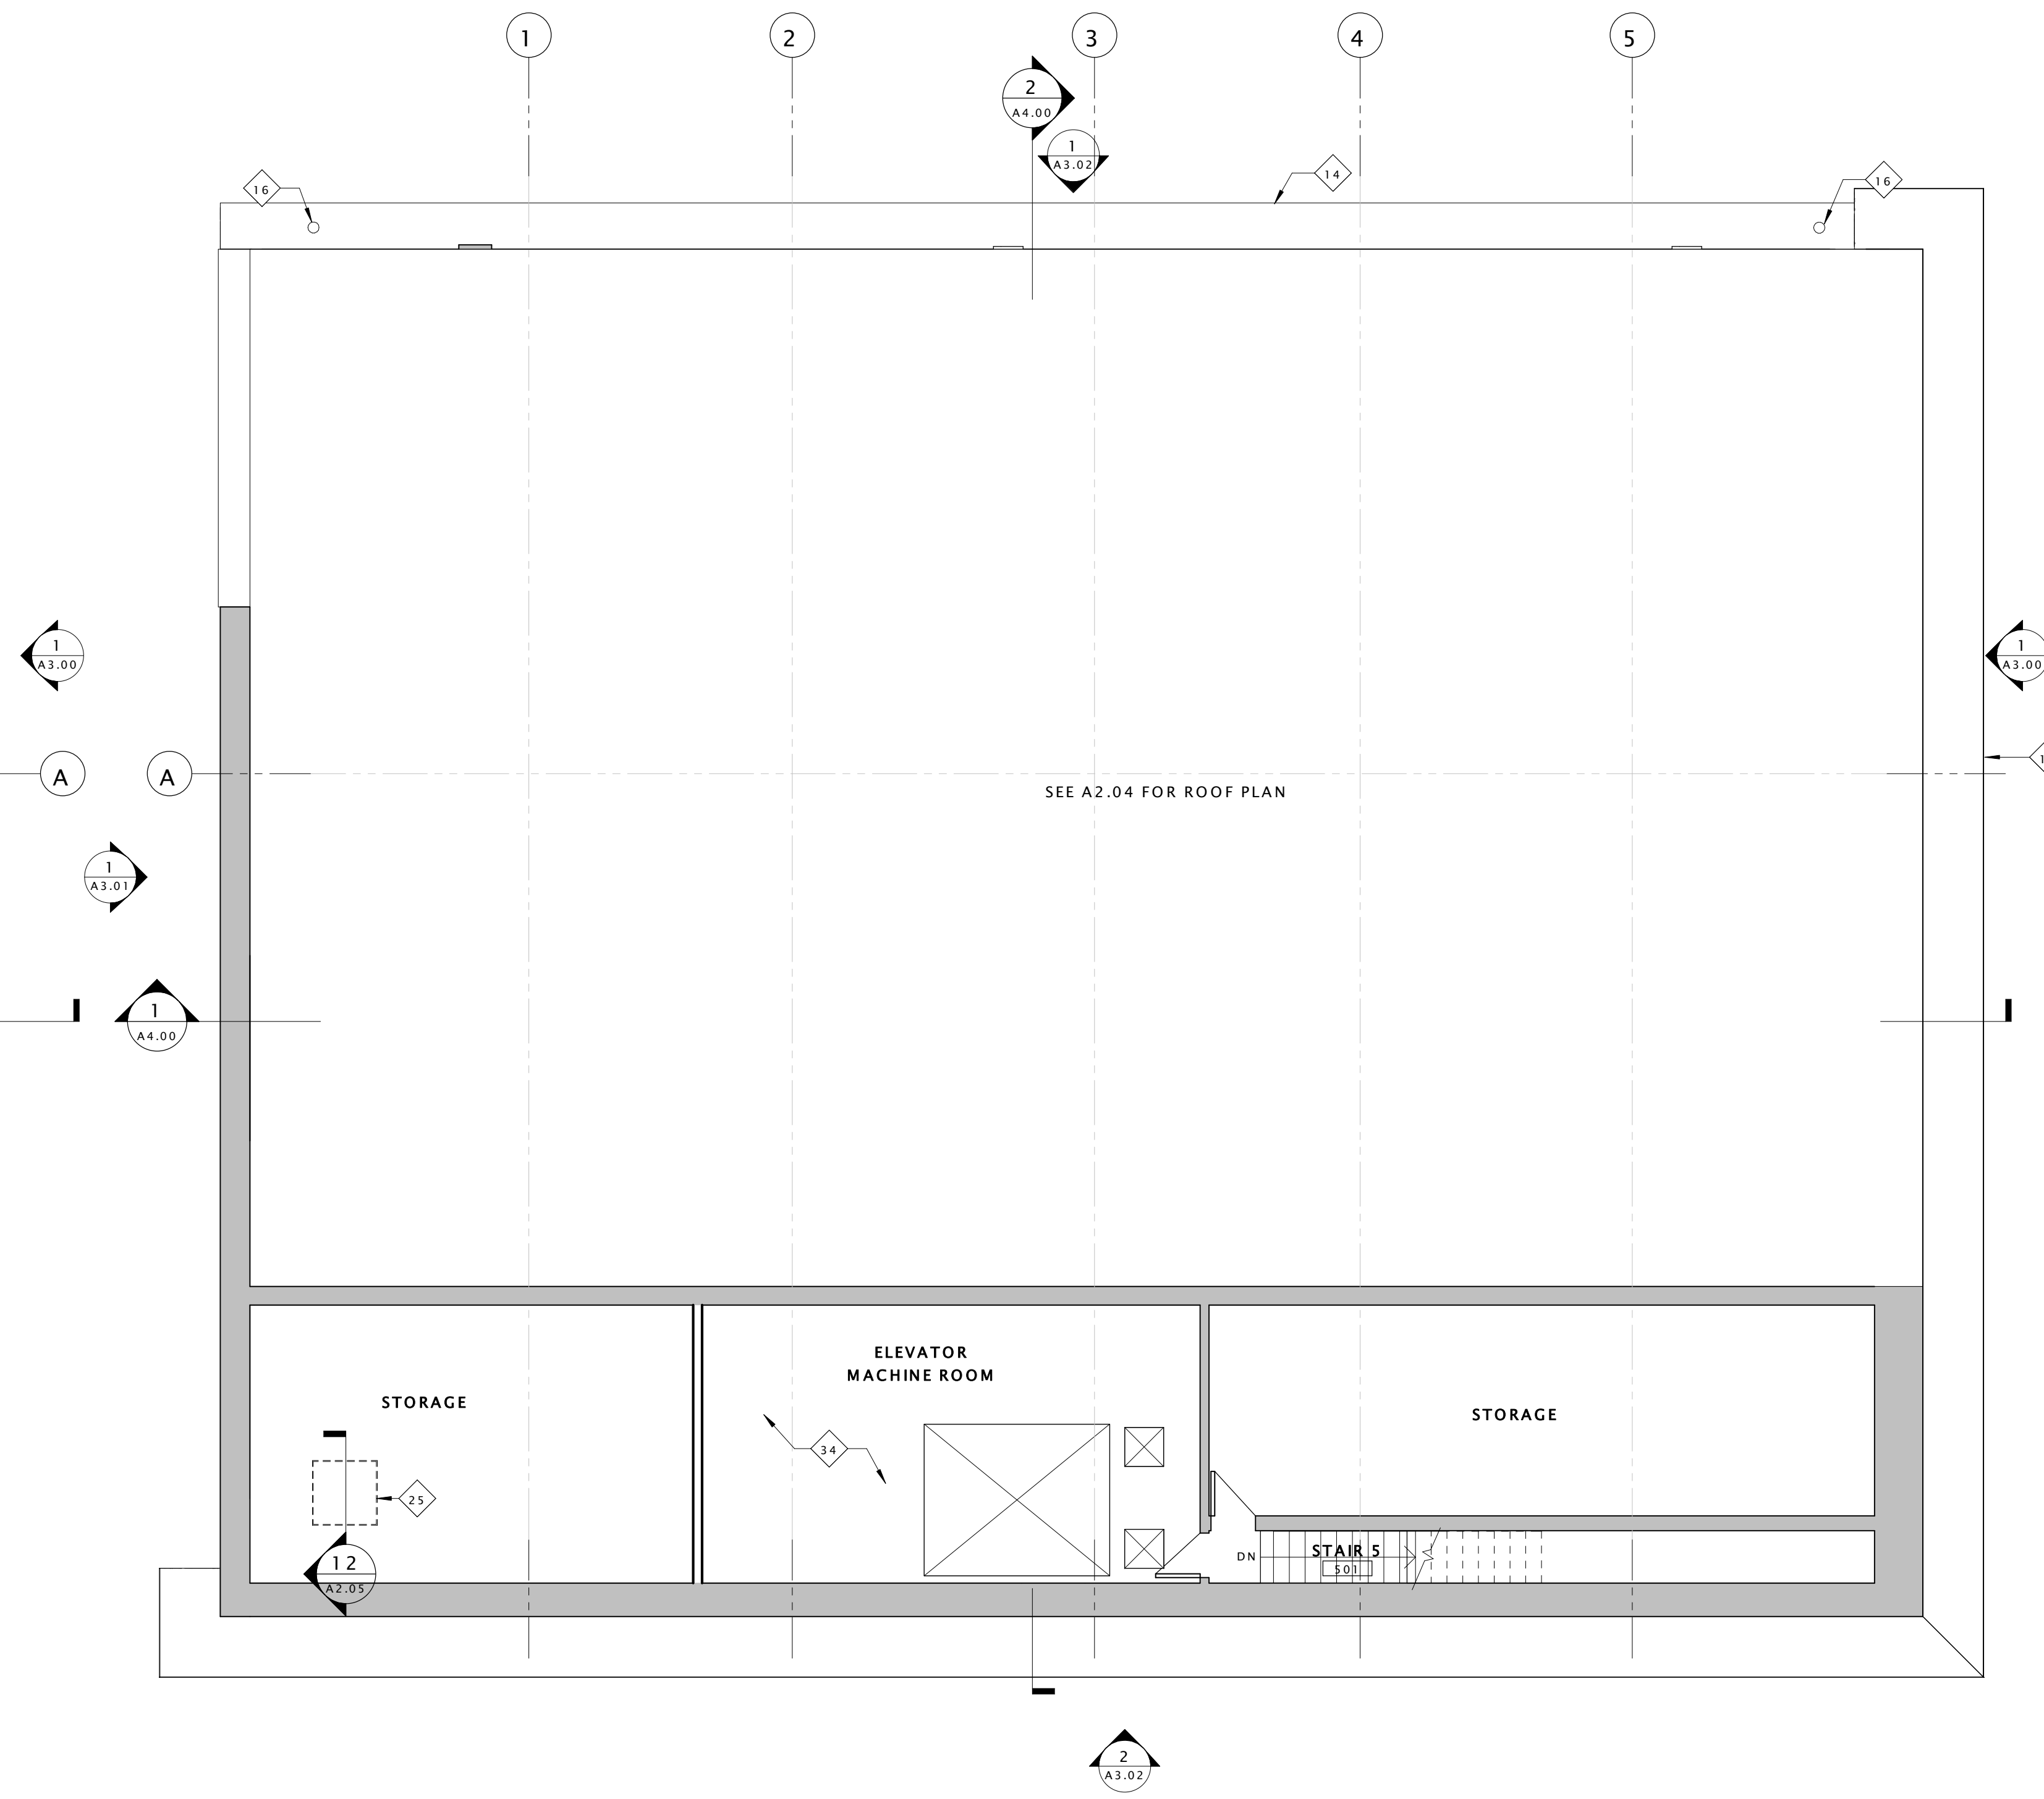 1
2
3
4
5
2
A4.00
1
A3.02
16
14
16
1
A3.00
1
A3.00
A
A
SEE A2.04 FOR ROOF PLAN
1
A3.01
1
A4.00
ELEVATOR
MACHINE ROOM
STORAGE
STORAGE
34
25
12
A2.05
DN
STAIR 5
501
2
A3.02